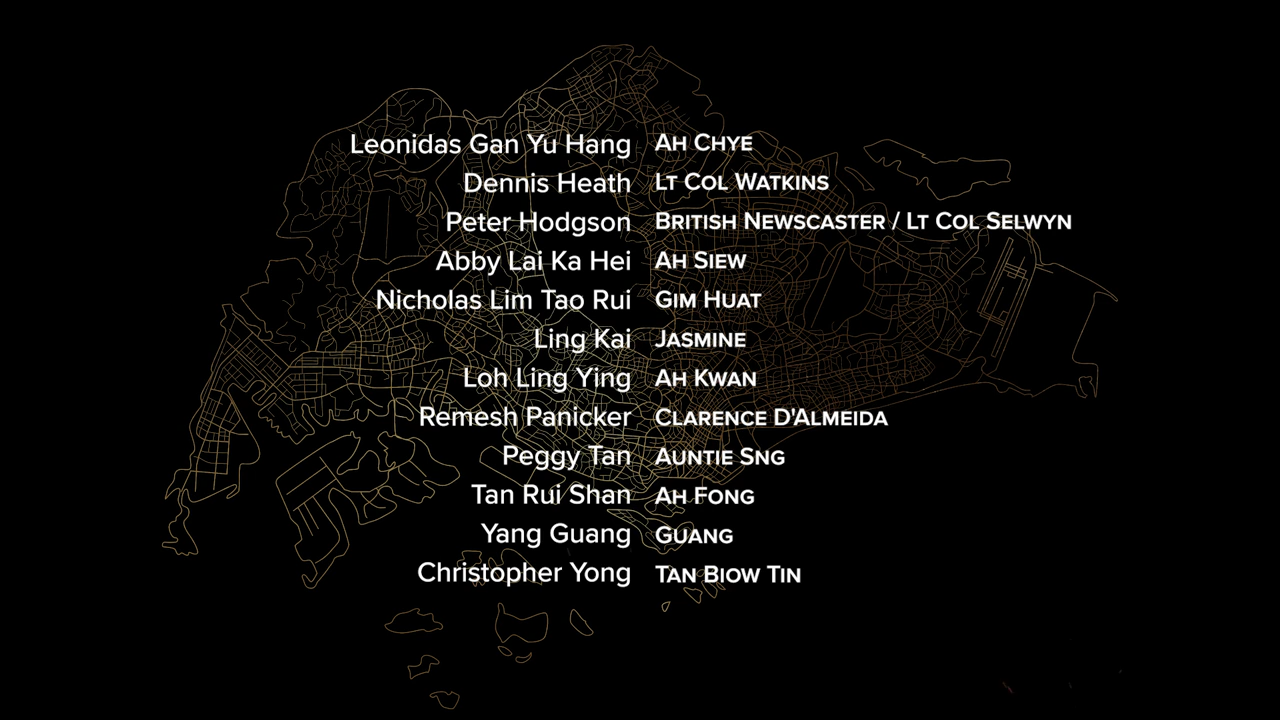 Leonidas Gan Yu Hang Ah Chye
Dennis Heath Lt Col Watkins
Peter Hodgson British Newscaster / Lt Col Selwyn
Abby Lai Ka Hei Ah Siew
Nicholas Lim Tao Rui Gim Huat
Ling Kai Jasmine
Loh Ling Ying Ah Kwan
Remesh Panicker Clarence D'Almeida
Peggy Tan Auntie Sng
Tan Rui Shan Ah Fong
Yang Guang Guang
Christopher Yong Tan Biow Tin